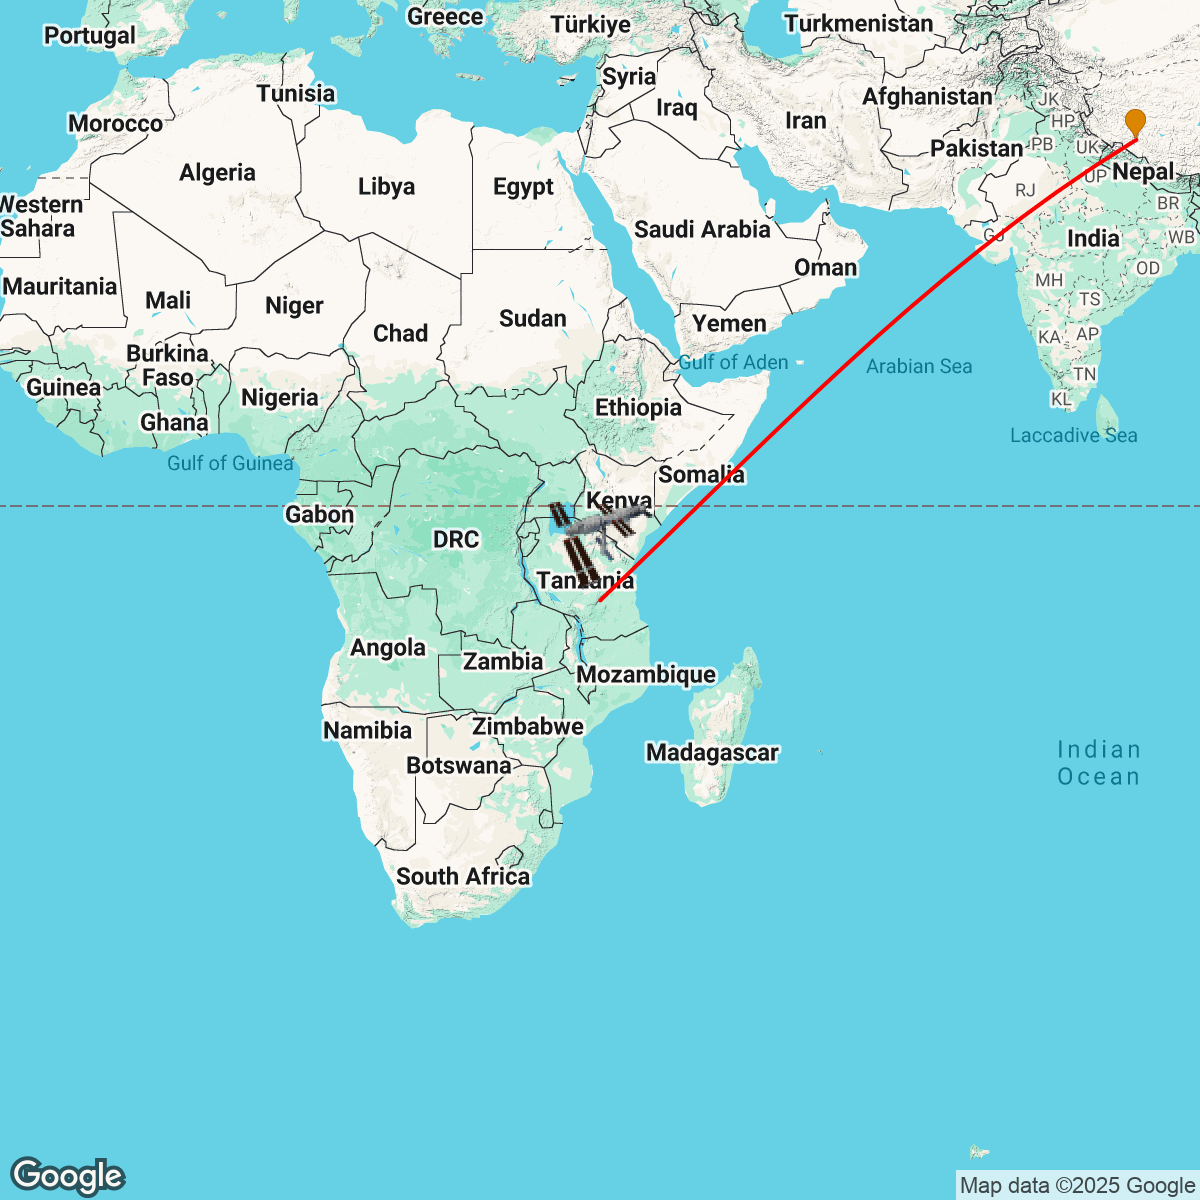 Portugal
Greece
Türkiye
Turkmenistan
Tunisia
Syria
Iraq
Iran
Afghanistan
JK
HP
Morocco
Pakistan
PB
UK
Algeria
Libya
Egypt
Nepal
UP
RJ
BR
Western
Sahara
Saudi Arabia
GJ
India
WB
Oman
OD
Mauritania
Mali
Niger
MH
TS
Sudan
Yemen
Chad
KA
AP
Burkina
Faso
Gulf of Aden
Arabian Sea
TN
Guinea
Nigeria
KL
Ghana
Ethiopia
Laccadive Sea
Gulf of Guinea
Somalia
Kenya
Gabon
DRC
Tanzania
Angola
Zambia
Mozambique
Namibia
Zimbabwe
Madagascar
Indian
Ocean
Botswana
South Africa
Google
Map data ©2025 Google